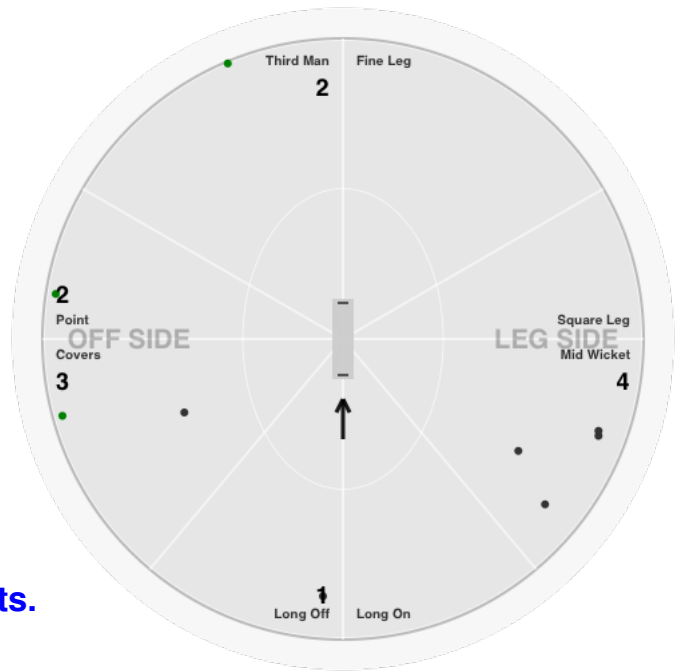 Third Man Fine Leg
2
2
Point Square Leg
OFF SIDE LEG SIDE
Covers Mid Wicket
3 4
ts.
1
Long Off Long On